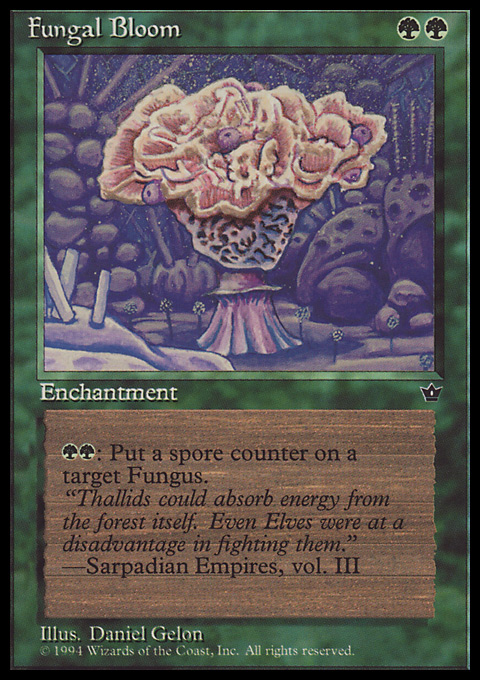 Fungal Bloom
Enchantment
: Put a spore counter on a
target Fungus.
“Thallids could absorb energy from
the forest itself. Even Elves were at a
disadvantage in fighting them.”
—Sarpadian Empires, vol. III
Illus. Daniel Gelon
© 1994 Wizards of the Coast, Inc. All rights reserved.